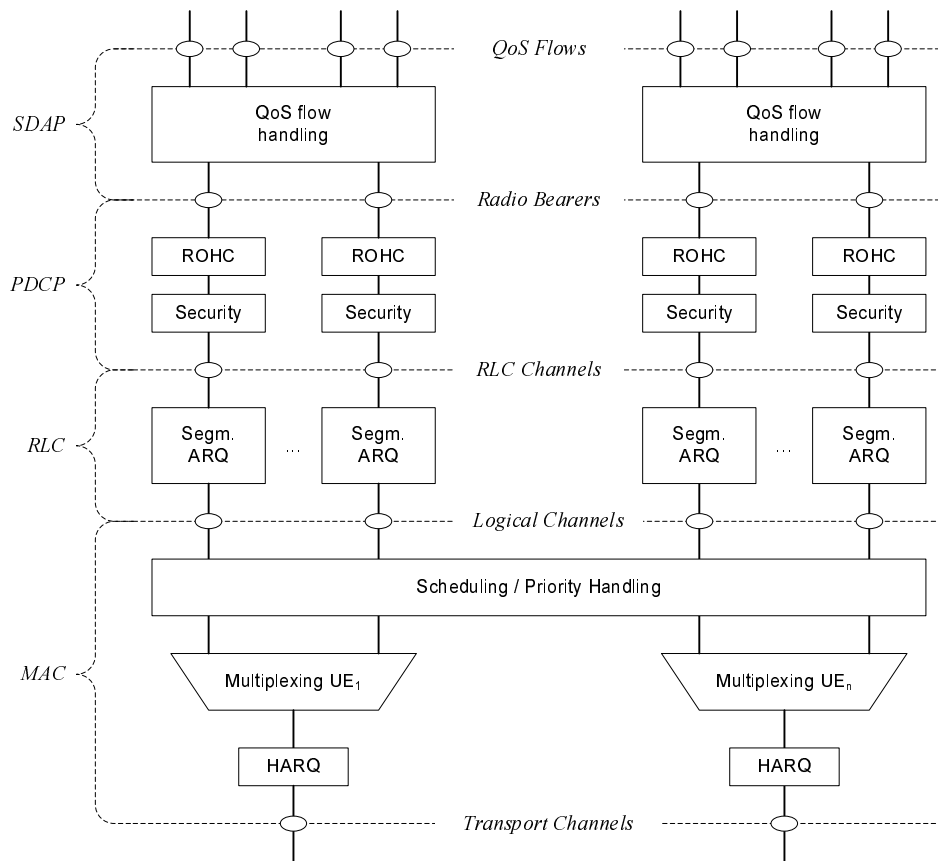 QoS Flows
SDAP
QoS flow
handling
QoS flow
handling
Radio Bearers
PDCP
ROHC
ROHC
ROHC
ROHC
Security
Security
Security
Security
RLC Channels
RLC
Segm.
ARQ
...
Segm.
ARQ
Segm.
ARQ
...
Segm.
ARQ
Logical Channels
Scheduling / Priority Handling
MAC
Multiplexing UE₁
Multiplexing UEₙ
HARQ
HARQ
Transport Channels